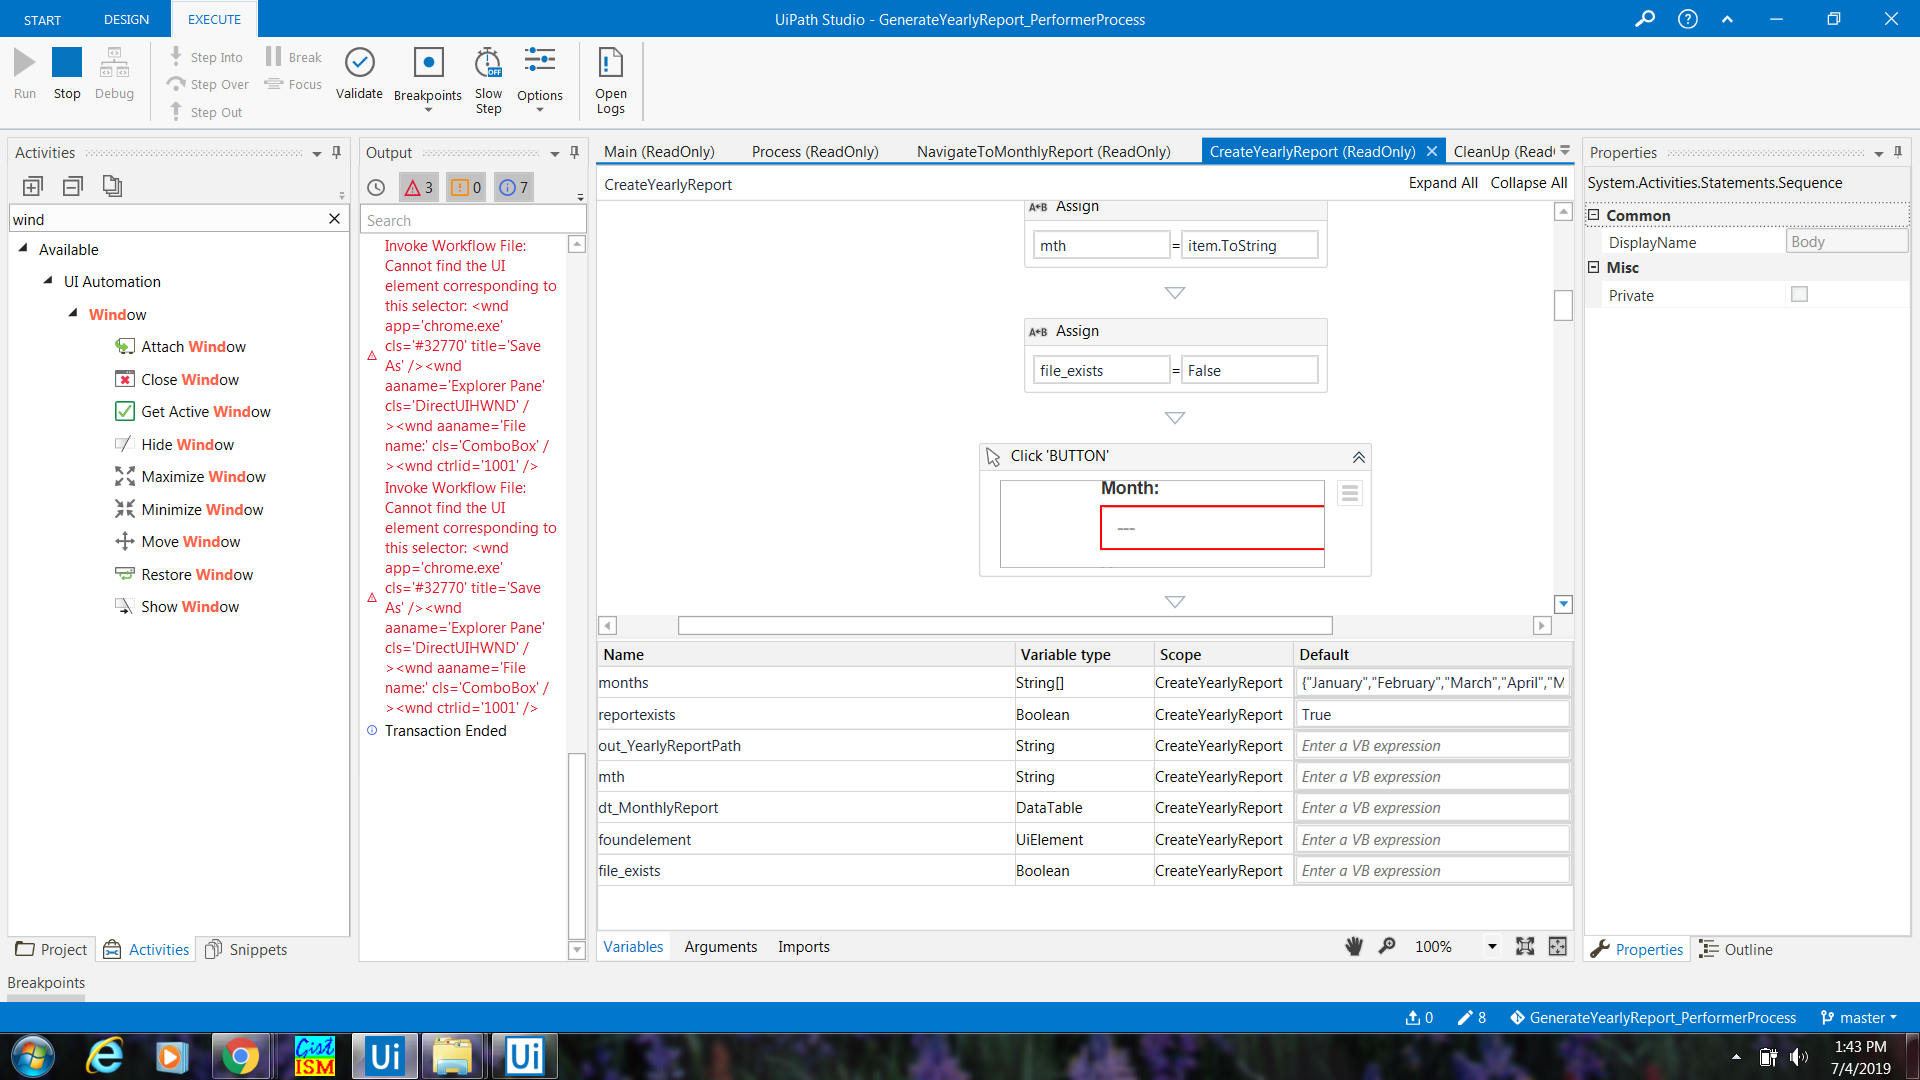 START
DESIGN
EXECUTE
UiPath Studio - GenerateYearlyReport_PerformerProcess
Run
Stop
Debug
Step Into
Step Over
Step Out
Break
Focus
Validate
Breakpoints
Slow
Step
OFF
Options
Open
Logs
Activities
wind
Available
UI Automation
Window
Attach Window
Close Window
Get Active Window
Hide Window
Maximize Window
Minimize Window
Move Window
Restore Window
Show Window
Project
Activities
Snippets
Output
3
0
7
Search
Invoke Workflow File:
Cannot find the UI
element corresponding to
this selector: <wnd
app='chrome.exe'
cls='#32770' title='Save
As' /><wnd
aaname='Explorer Pane'
cls='DirectUIHWND' /
><wnd aaname='File
name:' cls='ComboBox' /
><wnd ctrlid='1001' />
Invoke Workflow File:
Cannot find the UI
element corresponding to
this selector: <wnd
app='chrome.exe'
cls='#32770' title='Save
As' /><wnd
aaname='Explorer Pane'
cls='DirectUIHWND' /
><wnd aaname='File
name:' cls='ComboBox' /
><wnd ctrlid='1001' />
Transaction Ended
Main (ReadOnly)
Process (ReadOnly)
NavigateToMonthlyReport (ReadOnly)
CreateYearlyReport (ReadOnly)
CleanUp (Read
CreateYearlyReport
Expand All
Collapse All
A+B Assign
mth = item.ToString
A+B Assign
file_exists = False
Click 'BUTTON'
Month:
---
Name Variable type Scope Default
months String[] CreateYearlyReport {"January","February","March","April","M
reportexists Boolean CreateYearlyReport True
out_YearlyReportPath String CreateYearlyReport Enter a VB expression
mth String CreateYearlyReport Enter a VB expression
dt_MonthlyReport DataTable CreateYearlyReport Enter a VB expression
foundelement UiElement CreateYearlyReport Enter a VB expression
file_exists Boolean CreateYearlyReport Enter a VB expression
Variables
Arguments
Imports
100%
Properties
System.Activities.Statements.Sequence
Common
DisplayName Body
Misc
Private
Properties
Outline
Breakpoints
0
8
GenerateYearlyReport_PerformerProcess
master
Gist
ISM
Ui
Ui
1:43 PM
7/4/2019